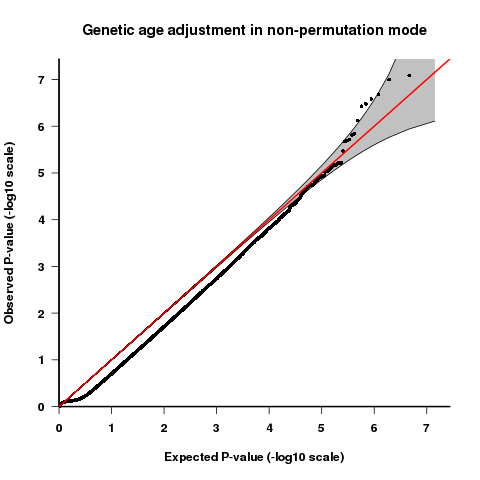 Genetic age adjustment in non-permutation mode
Observed P-value (-log10 scale)
7
6
5
4
3
2
1
0
0 1 2 3 4 5 6 7
Expected P-value (-log10 scale)